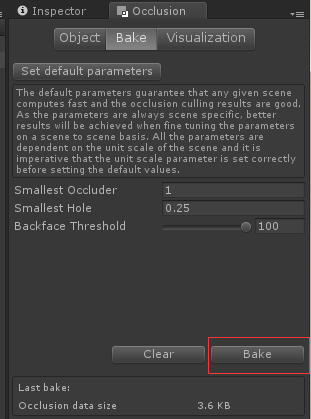 Inspector Occlusion
Object Bake Visualization
Set default parameters
The default parameters guarantee that any given scene
computes fast and the occlusion culling results are good.
As the parameters are always scene specific, better
results will be achieved when fine tuning the parameters
on a scene to scene basis. All the parameters are
dependent on the unit scale of the scene and it is
imperative that the unit scale parameter is set correctly
before setting the default values.
Smallest Occluder 1
Smallest Hole 0.25
Backface Threshold 100
Clear Bake
Last bake:
Occlusion data size 3.6 KB